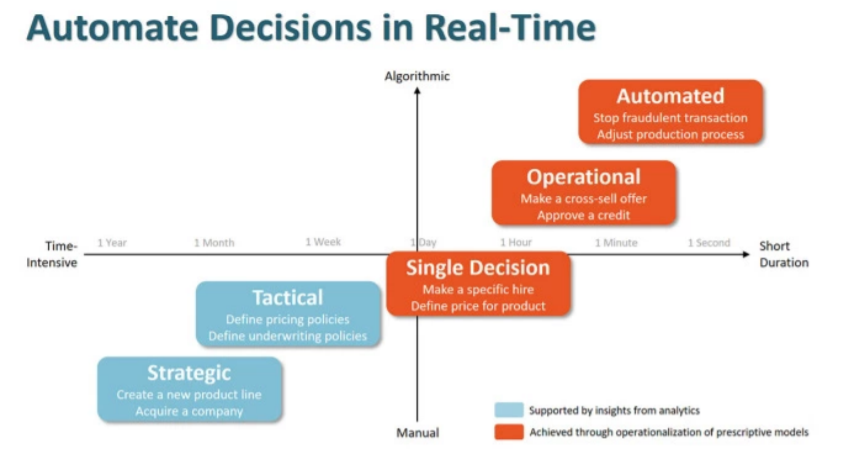 Automate Decisions in Real-Time
Algorithmic
Automated
Stop fraudulent transaction
Adjust production process
Operational
Make a cross-sell offer
Approve a credit
Time-
Intensive
1 Year
1 Month
1 Week
1 Day
1 Hour
1 Minute
1 Second
Short
Duration
Single Decision
Make a specific hire
Define price for product
Tactical
Define pricing policies
Define underwriting policies
Strategic
Create a new product line
Acquire a company
Manual
Supported by insights from analytics
Achieved through operationalization of prescriptive models